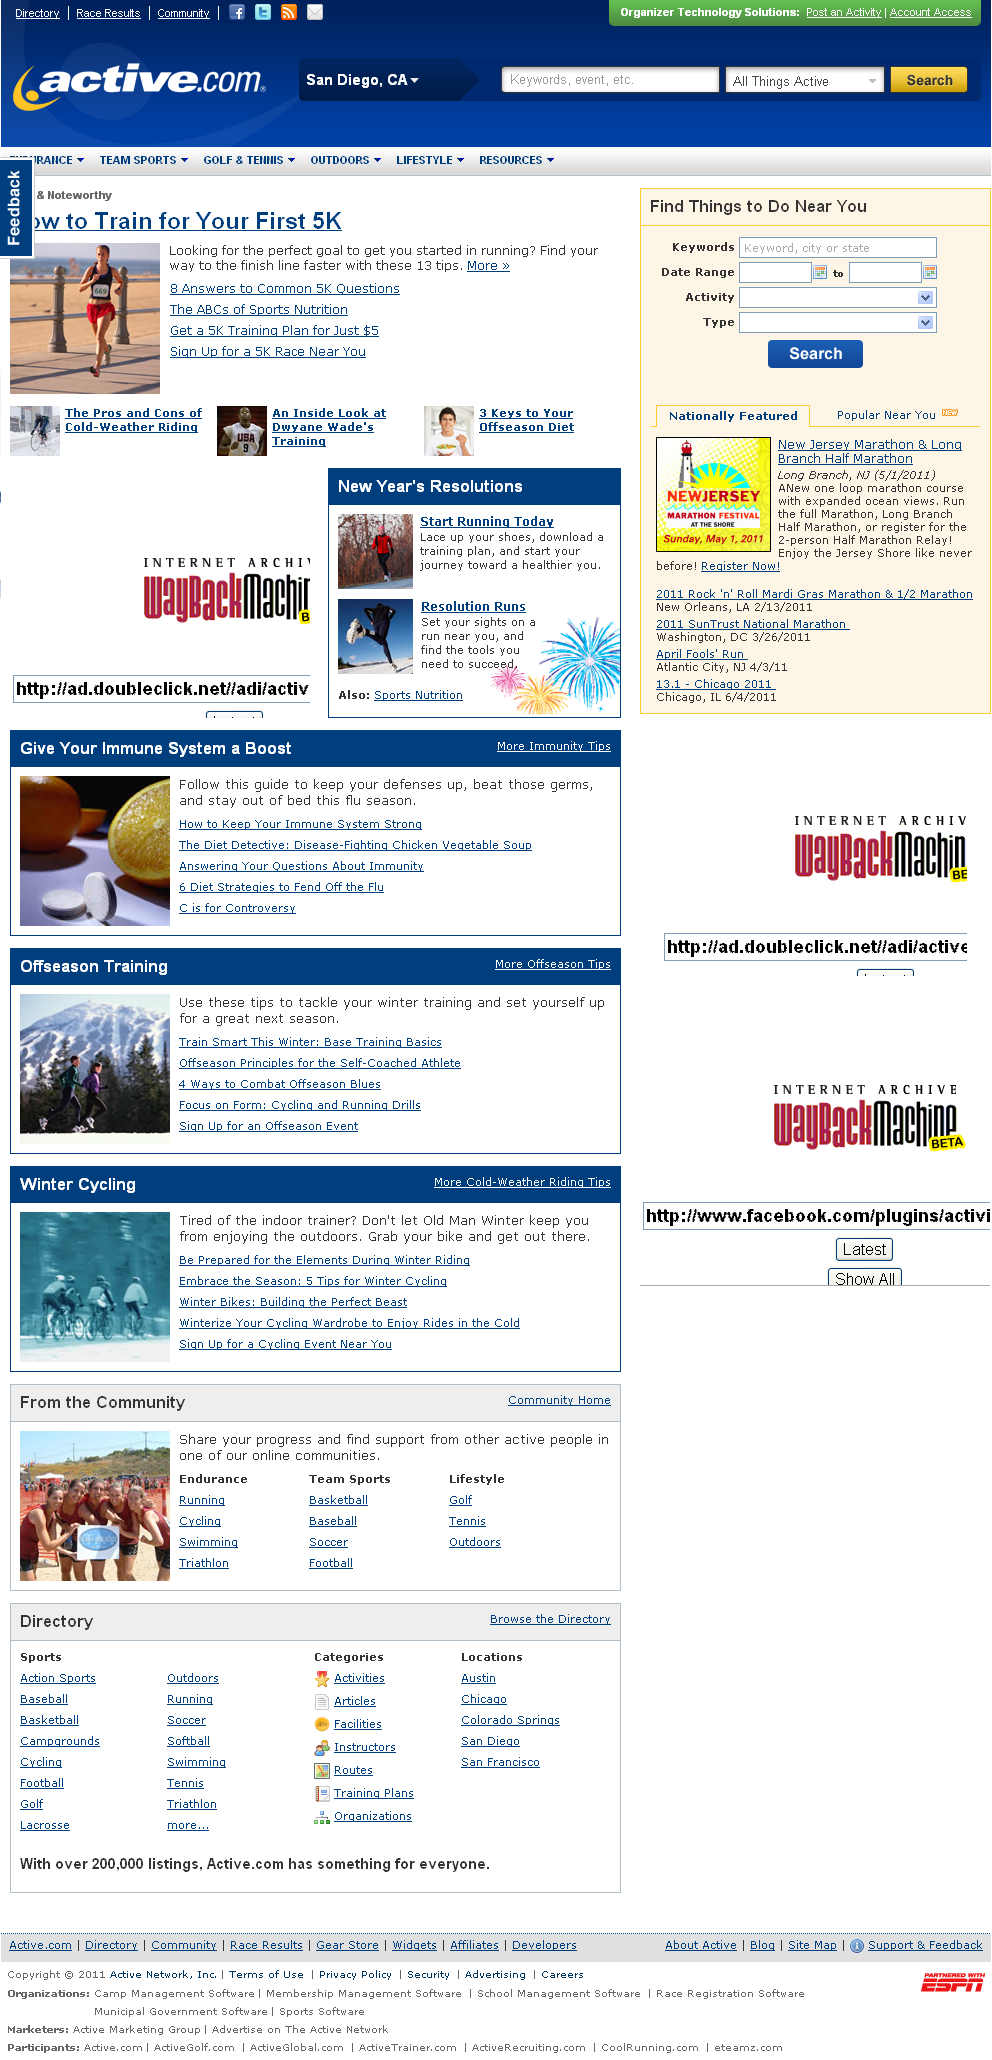 Directory | Race Results | Community |
Organizer Technology Solutions: Post an Activity | Account Access
active.com
San Diego, CA
Keywords, event, etc.
All Things Active
Search
URANCE TEAM SPORTS GOLF & TENNIS OUTDOORS LIFESTYLE RESOURCES
Feedback
& Noteworthy
ow to Train for Your First 5K
Looking for the perfect goal to get you started in running? Find your
way to the finish line faster with these 13 tips. More »
8 Answers to Common 5K Questions
The ABCs of Sports Nutrition
Get a 5K Training Plan for Just $5
Sign Up for a 5K Race Near You
The Pros and Cons of
Cold-Weather Riding
An Inside Look at
Dwyane Wade's
Training
3 Keys to Your
Offseason Diet
INTERNET ARCHIV
WayBackMachin
B
http://ad.doubleclick.net//adi/activ
New Year's Resolutions
Start Running Today
Lace up your shoes, download a
training plan, and start your
journey toward a healthier you.
Resolution Runs
Set your sights on a
run near you, and
find the tools you
need to succeed.
Also: Sports Nutrition
Find Things to Do Near You
Keywords Keyword, city or state
Date Range to
Activity
Type
Search
Nationally Featured
Popular Near You NEW
NEW JERSEY
MARATHON FESTIVAL
AT THE SHORE
Sunday, May 1, 2011
New Jersey Marathon & Long
Branch Half Marathon
Long Branch, NJ (5/1/2011)
ANew one loop marathon course
with expanded ocean views. Run
the full Marathon, Long Branch
Half Marathon, or register for the
2-person Half Marathon Relay!
Enjoy the Jersey Shore like never
before! Register Now!
2011 Rock 'n' Roll Mardi Gras Marathon & 1/2 Marathon
New Orleans, LA 2/13/2011
2011 SunTrust National Marathon
Washington, DC 3/26/2011
April Fools' Run
Atlantic City, NJ 4/3/11
13.1 - Chicago 2011
Chicago, IL 6/4/2011
Give Your Immune System a Boost
More Immunity Tips
Follow this guide to keep your defenses up, beat those germs,
and stay out of bed this flu season.
How to Keep Your Immune System Strong
The Diet Detective: Disease-Fighting Chicken Vegetable Soup
Answering Your Questions About Immunity
6 Diet Strategies to Fend Off the Flu
C is for Controversy
INTERNET ARCHIV
WayBackMachin
BE
http://ad.doubleclick.net//adi/active
Offseason Training
More Offseason Tips
Use these tips to tackle your winter training and set yourself up
for a great next season.
Train Smart This Winter: Base Training Basics
Offseason Principles for the Self-Coached Athlete
4 Ways to Combat Offseason Blues
Focus on Form: Cycling and Running Drills
Sign Up for an Offseason Event
INTERNET ARCHIVE
WayBackMachine
BETA
http://www.facebook.com/plugins/activi
Latest
Show All
Winter Cycling
More Cold-Weather Riding Tips
Tired of the indoor trainer? Don't let Old Man Winter keep you
from enjoying the outdoors. Grab your bike and get out there.
Be Prepared for the Elements During Winter Riding
Embrace the Season: 5 Tips for Winter Cycling
Winter Bikes: Building the Perfect Beast
Winterize Your Cycling Wardrobe to Enjoy Rides in the Cold
Sign Up for a Cycling Event Near You
From the Community
Community Home
Share your progress and find support from other active people in
one of our online communities.
Endurance Team Sports Lifestyle
Running Basketball Golf
Cycling Baseball Tennis
Swimming Soccer Outdoors
Triathlon Football
Directory
Browse the Directory
Sports Categories Locations
Action Sports Outdoors Activities Austin
Baseball Running Articles Chicago
Basketball Soccer Facilities Colorado Springs
Campgrounds Softball Instructors San Diego
Cycling Swimming Routes San Francisco
Football Tennis Training Plans
Golf Triathlon Organizations
Lacrosse more...
With over 200,000 listings, Active.com has something for everyone.
Active.com | Directory | Community | Race Results | Gear Store | Widgets | Affiliates | Developers
About Active | Blog | Site Map | Support & Feedback
Copyright © 2011 Active Network, Inc. | Terms of Use | Privacy Policy | Security | Advertising | Careers
PARTNERED WITH
ESPN
Organizations: Camp Management Software | Membership Management Software | School Management Software | Race Registration Software
Municipal Government Software | Sports Software
Marketers: Active Marketing Group | Advertise on The Active Network
Participants: Active.com | ActiveGolf.com | ActiveGlobal.com | ActiveTrainer.com | ActiveRecruiting.com | CoolRunning.com | eteamz.com